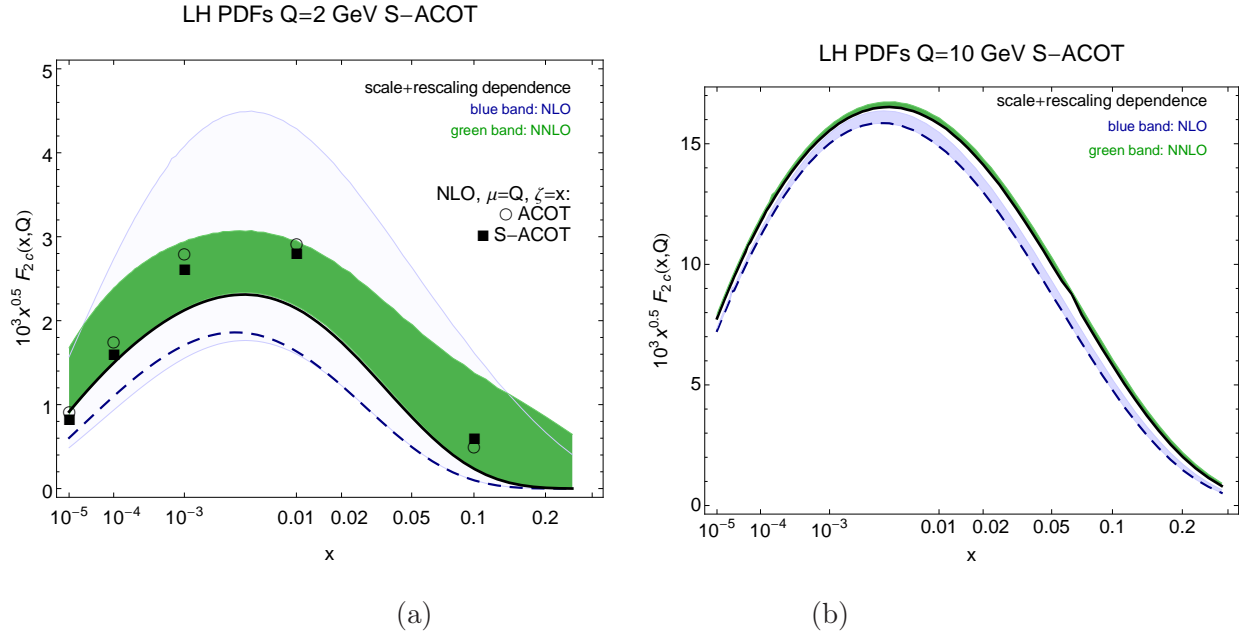 LH PDFs Q=2 GeV S−ACOT
scale+rescaling dependence
blue band: NLO
green band: NNLO
NLO, μ=Q, ζ=x:
○ ACOT
■ S−ACOT
10³x^0.5 F₂c(x,Q)
5
4
3
2
1
0
10⁻⁵ 10⁻⁴ 10⁻³ 0.01 0.02 0.05 0.1 0.2
x
(a)
LH PDFs Q=10 GeV S−ACOT
scale+rescaling dependence
blue band: NLO
green band: NNLO
10³x^0.5 F₂c(x,Q)
15
10
5
0
10⁻⁵ 10⁻⁴ 10⁻³ 0.01 0.02 0.05 0.1 0.2
x
(b)